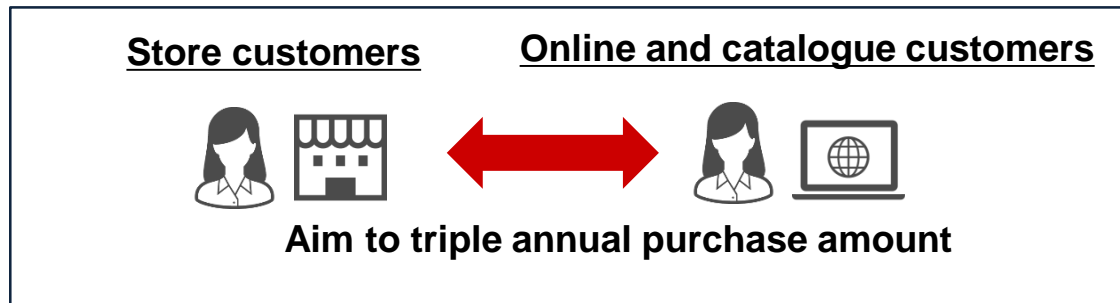 Store customers
Online and catalogue customers
Aim to triple annual purchase amount